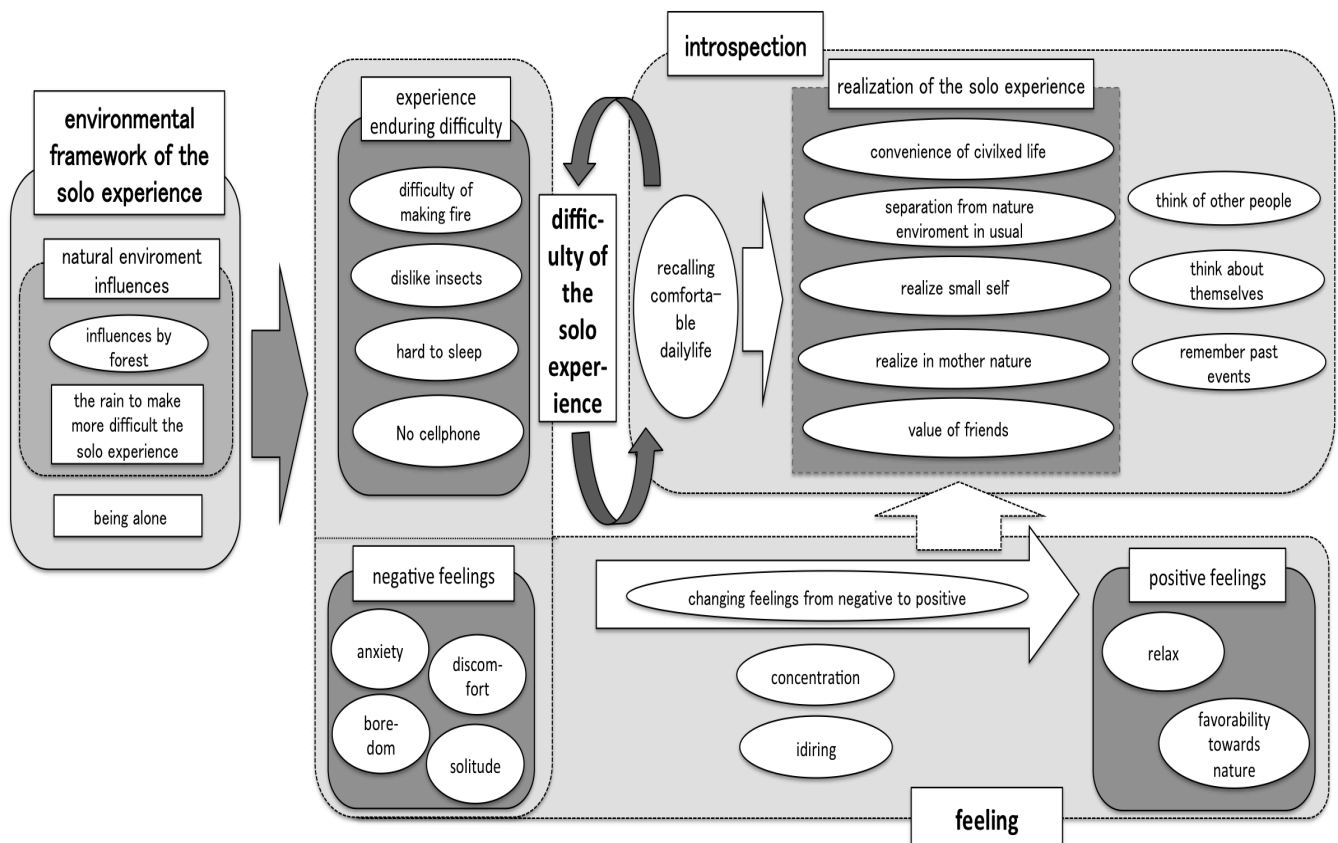 environmental
framework of the
solo experience
natural enviroment
influences
influences by
forest
the rain to make
more difficult the
solo experience
being alone
experience
enduring difficulty
difficulty of
making fire
dislike insects
hard to sleep
No cellphone
diffic-
ulty of
the
solo
exper-
ience
introspection
recalling
comforta-
ble
dailylife
realization of the solo experience
convenience of civilxed life
separation from nature
enviroment in usual
realize small self
realize in mother nature
value of friends
think of other people
think about
themselves
remember past
events
negative feelings
anxiety
discom-
fort
bore-
dom
solitude
changing feelings from negative to positive
concentration
idiring
positive feelings
relax
favorability
towards
nature
feeling